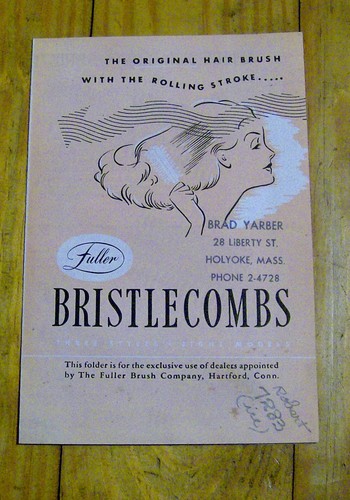 THE ORIGINAL HAIR BRUSH
WITH THE ROLLING STROKE.....
BRAD YARBER
28 LIBERTY ST.
HOLYOKE, MASS.
PHONE 2-4728
Fuller
BRISTLECOMBS
This folder is for the exclusive use of dealers appointed
by The Fuller Brush Company, Hartford, Conn.
Robert
7283
(ice)